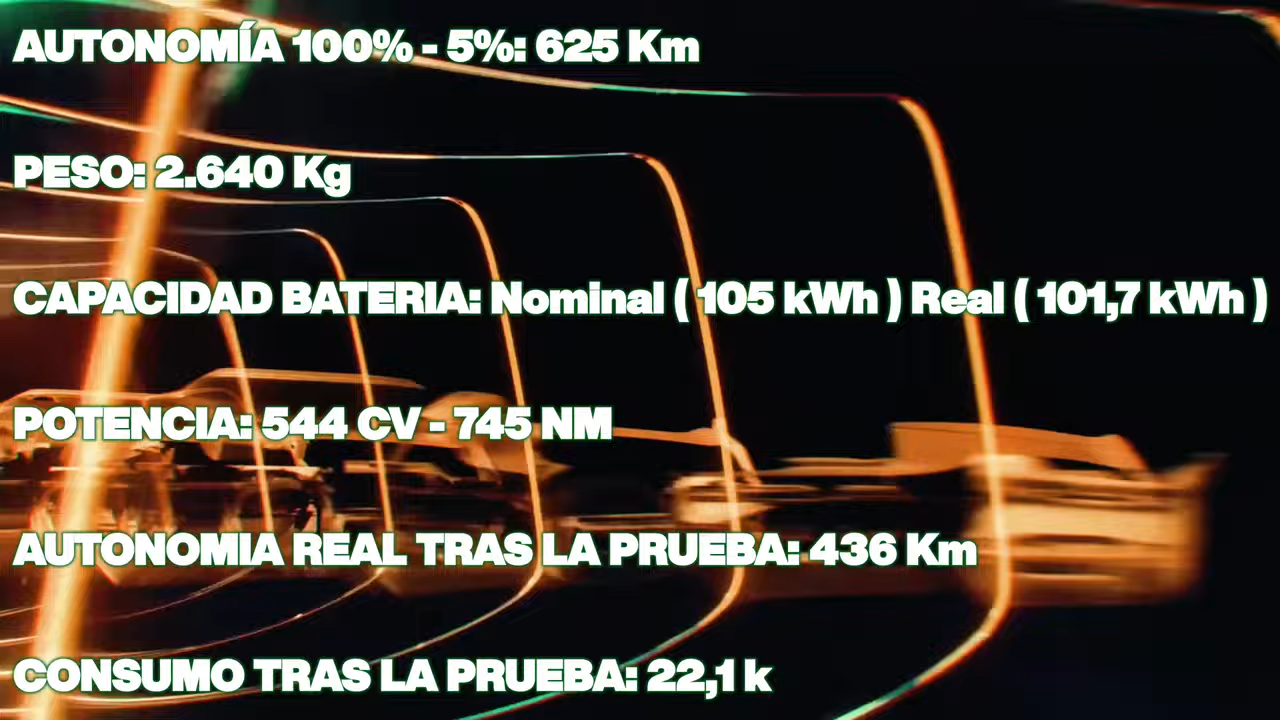 AUTONOMÍA 100% - 5%: 625 Km
PESO: 2.640 Kg
CAPACIDAD BATERIA: Nominal ( 105 kWh ) Real ( 101,7 kWh )
POTENCIA: 544 CV - 745 NM
AUTONOMIA REAL TRAS LA PRUEBA: 436 Km
CONSUMO TRAS LA PRUEBA: 22,1 k